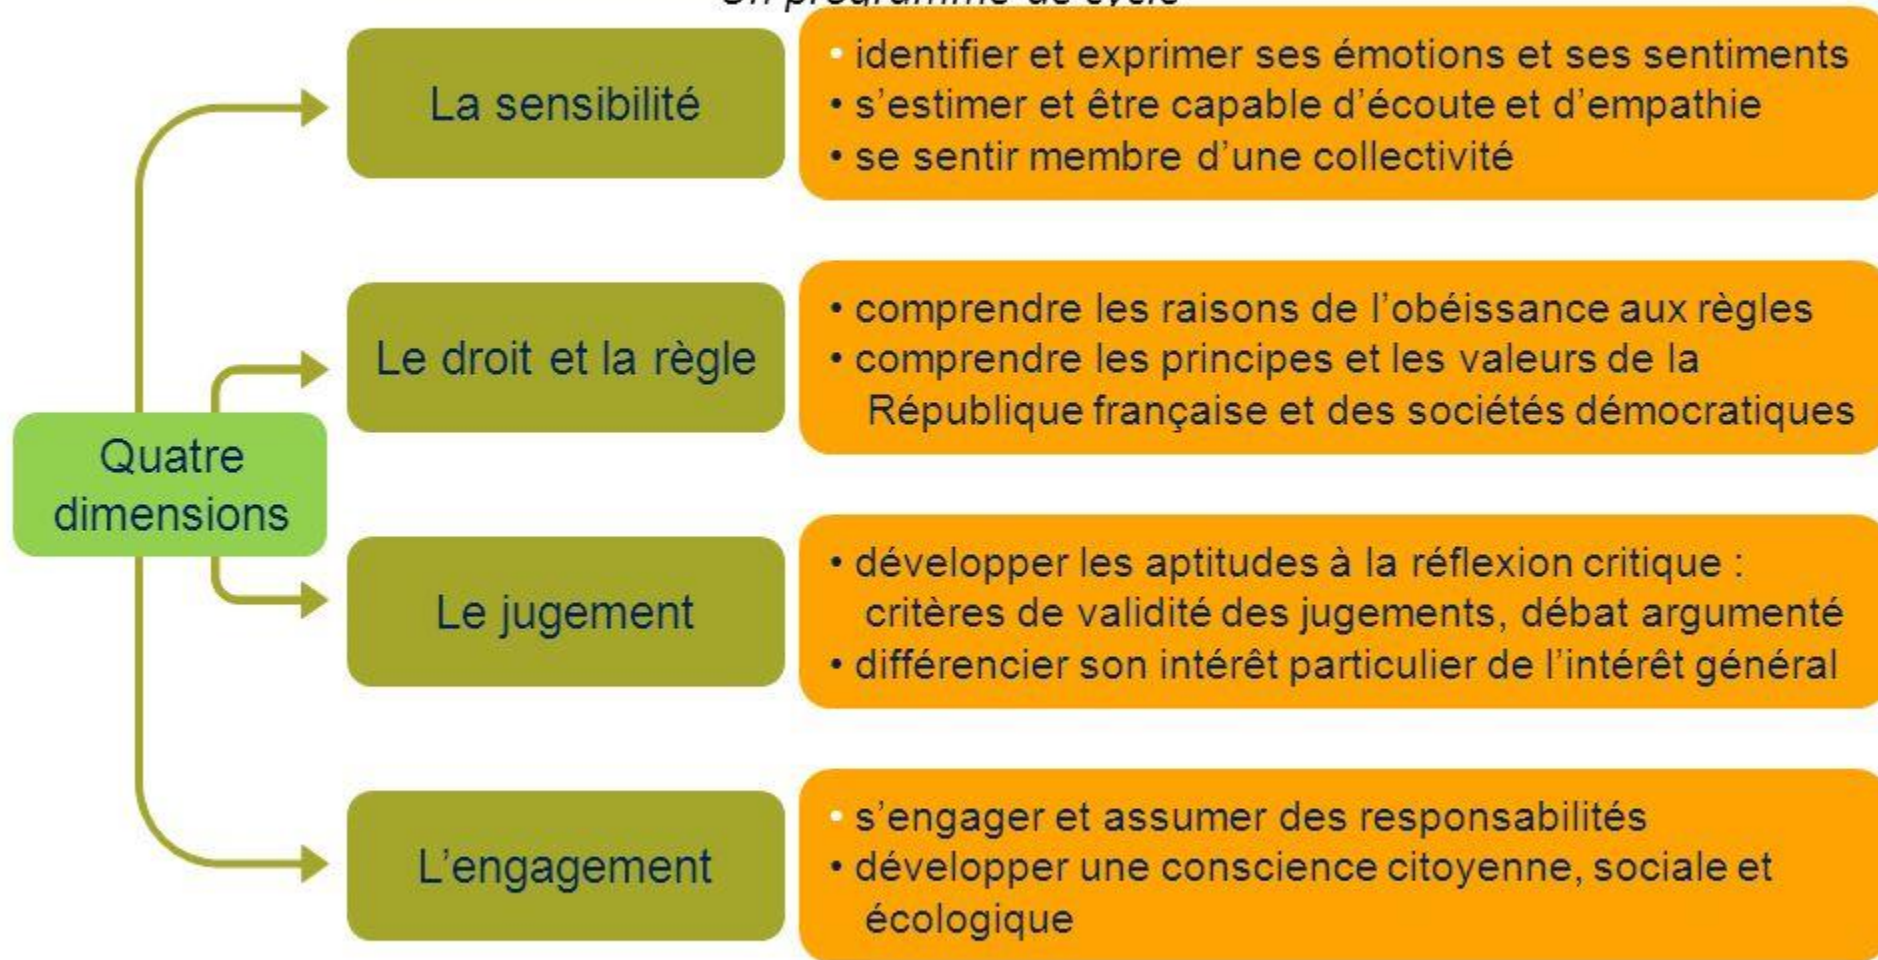 Un programme de cycle
La sensibilité
• identifier et exprimer ses émotions et ses sentiments
• s'estimer et être capable d'écoute et d'empathie
• se sentir membre d'une collectivité
Le droit et la règle
• comprendre les raisons de l'obéissance aux règles
• comprendre les principes et les valeurs de la
République française et des sociétés démocratiques
Quatre
dimensions
Le jugement
• développer les aptitudes à la réflexion critique :
critères de validité des jugements, débat argumenté
• différencier son intérêt particulier de l'intérêt général
L'engagement
• s'engager et assumer des responsabilités
• développer une conscience citoyenne, sociale et
écologique